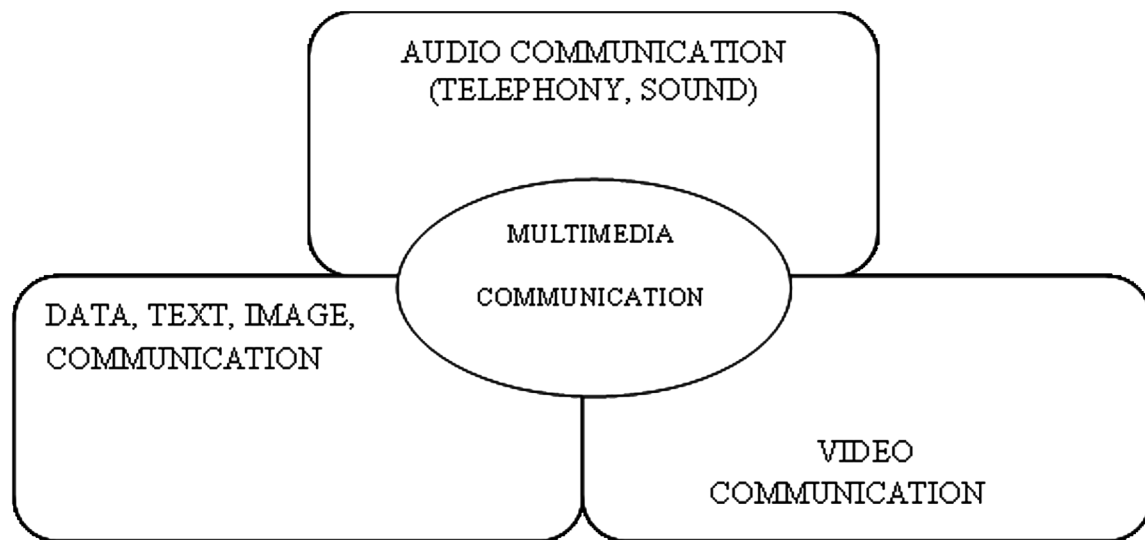 AUDIO COMMUNICATION
(TELEPHONY, SOUND)
MULTIMEDIA
COMMUNICATION
DATA, TEXT, IMAGE,
COMMUNICATION
VIDEO
COMMUNICATION